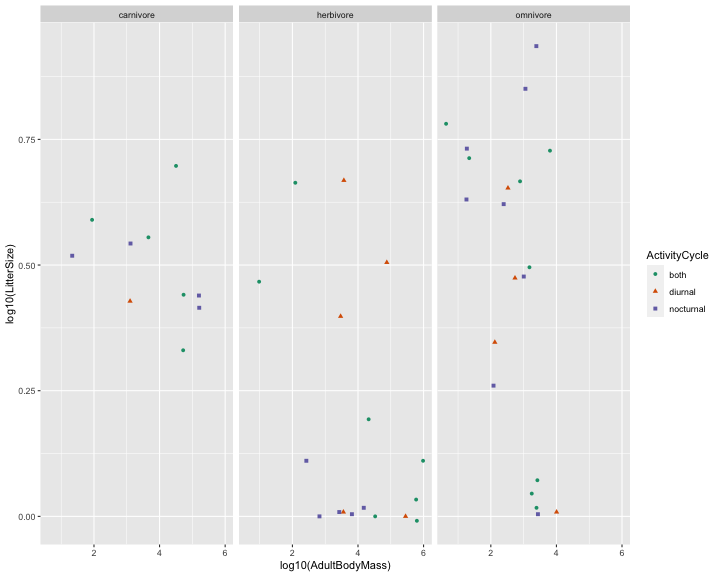 carnivore herbivore omnivore
0.75
0.50
0.25
0.00
log10(LitterSize)
2 4 6 2 4 6 2 4 6
log10(AdultBodyMass)
ActivityCycle
both
diurnal
nocturnal